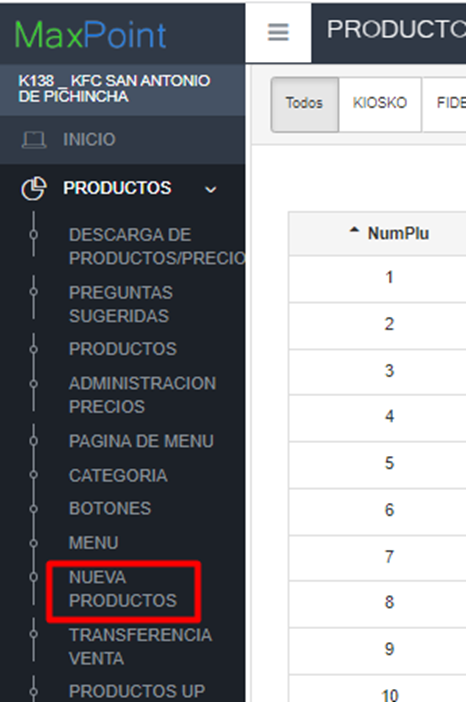 MaxPoint
K138 _ KFC SAN ANTONIO
DE PICHINCHA
INICIO
PRODUCTOS
DESCARGA DE
PRODUCTOS/PRECIO
PREGUNTAS
SUGERIDAS
PRODUCTOS
ADMINISTRACION
PRECIOS
PAGINA DE MENU
CATEGORIA
BOTONES
MENU
NUEVA
PRODUCTOS
TRANSFERENCIA
VENTA
PRODUCTOS UP
PRODUCTO
Todos KIOSKO FIDE
NumPlu
1
2
3
4
5
6
7
8
9
10